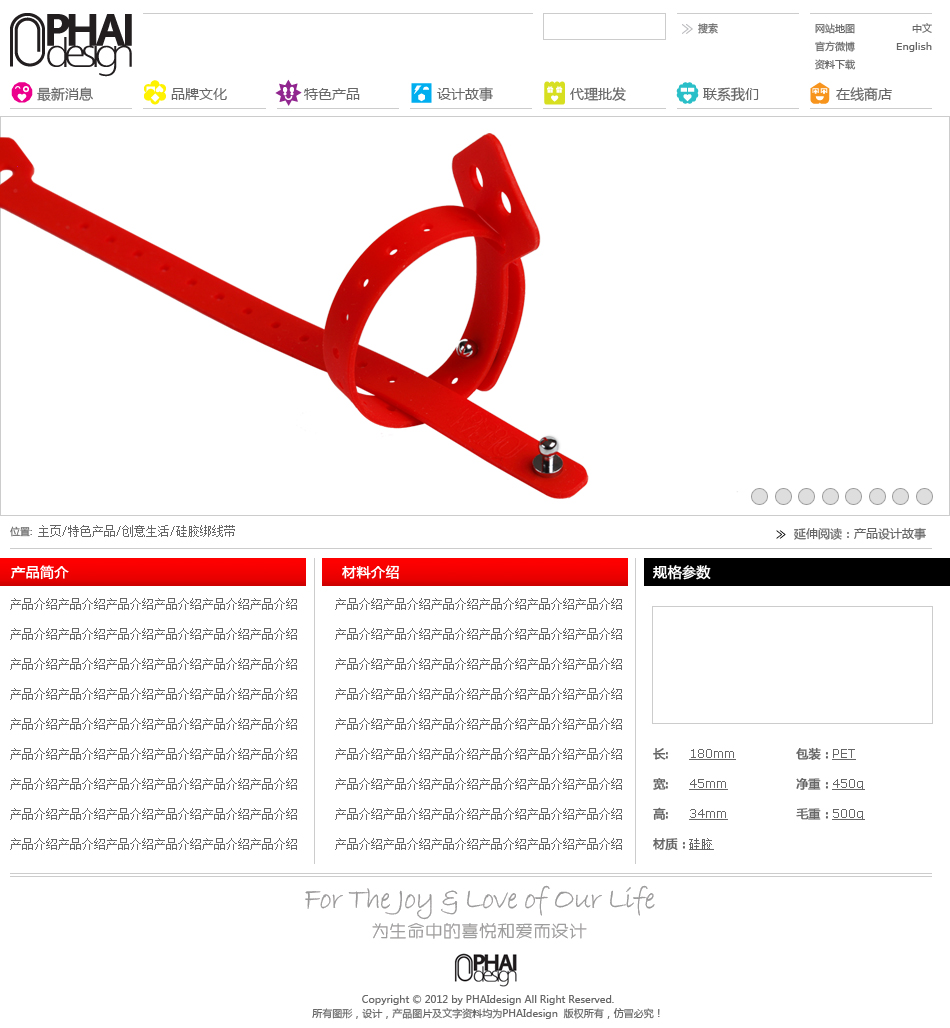 PHAI
design
搜索
网站地图
中文
官方微博
English
资料下载
最新消息
品牌文化
特色产品
设计故事
代理批发
联系我们
在线商店
位置: 主页/特色产品/创意生活/硅胶绑线带
延伸阅读：产品设计故事
产品简介
产品介绍产品介绍产品介绍产品介绍产品介绍产品介绍
产品介绍产品介绍产品介绍产品介绍产品介绍产品介绍
产品介绍产品介绍产品介绍产品介绍产品介绍产品介绍
产品介绍产品介绍产品介绍产品介绍产品介绍产品介绍
产品介绍产品介绍产品介绍产品介绍产品介绍产品介绍
产品介绍产品介绍产品介绍产品介绍产品介绍产品介绍
产品介绍产品介绍产品介绍产品介绍产品介绍产品介绍
产品介绍产品介绍产品介绍产品介绍产品介绍产品介绍
产品介绍产品介绍产品介绍产品介绍产品介绍产品介绍
材料介绍
产品介绍产品介绍产品介绍产品介绍产品介绍产品介绍
产品介绍产品介绍产品介绍产品介绍产品介绍产品介绍
产品介绍产品介绍产品介绍产品介绍产品介绍产品介绍
产品介绍产品介绍产品介绍产品介绍产品介绍产品介绍
产品介绍产品介绍产品介绍产品介绍产品介绍产品介绍
产品介绍产品介绍产品介绍产品介绍产品介绍产品介绍
产品介绍产品介绍产品介绍产品介绍产品介绍产品介绍
产品介绍产品介绍产品介绍产品介绍产品介绍产品介绍
产品介绍产品介绍产品介绍产品介绍产品介绍产品介绍
规格参数
长: 180mm 包装：PET
宽: 45mm 净重：450g
高: 34mm 毛重：500g
材质：硅胶
For The Joy & Love of Our Life
为生命中的喜悦和爱而设计
PHAI
design
Copyright © 2012 by PHAIdesign All Right Reserved.
所有图形，设计，产品图片及文字资料均为PHAIdesign 版权所有，仿冒必究！